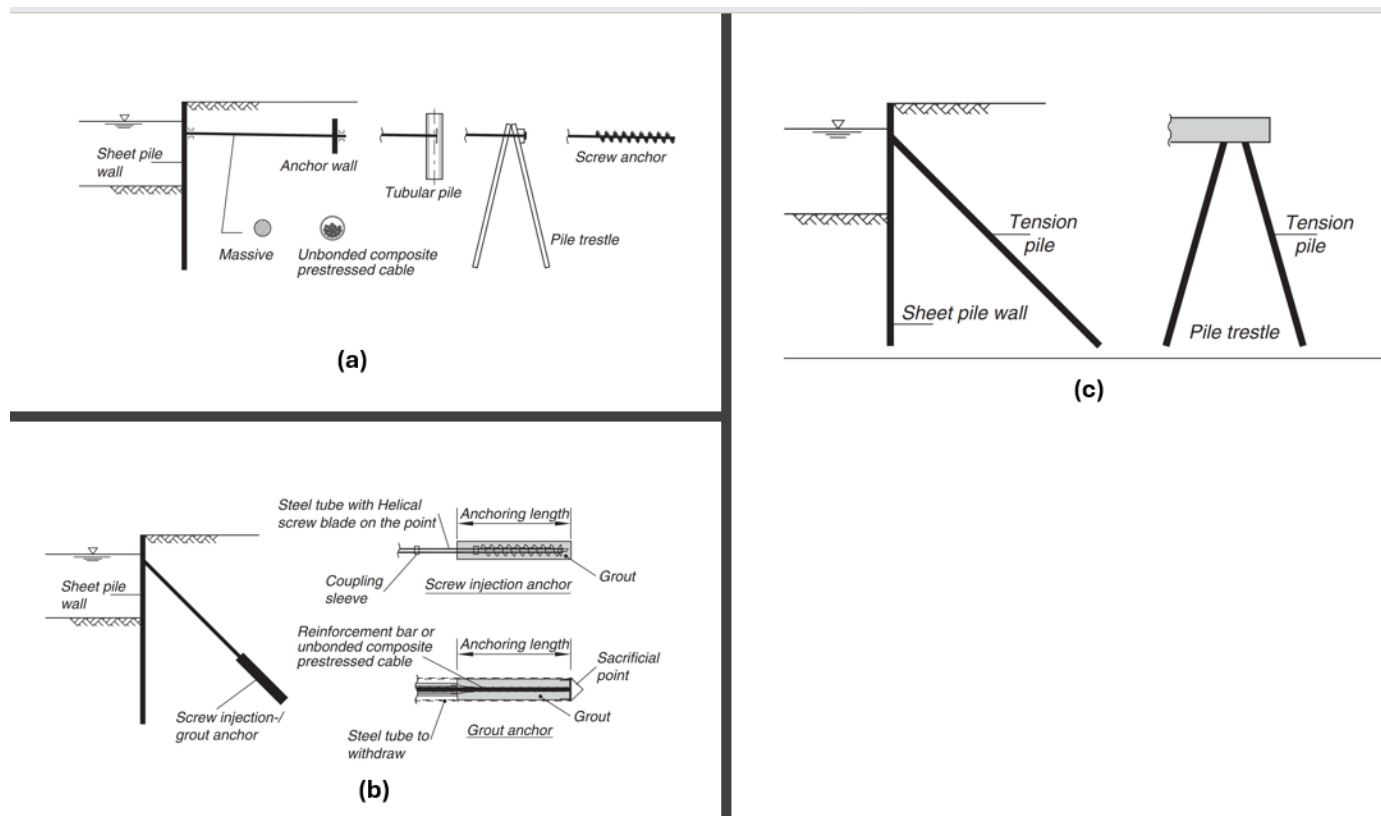 Sheet pile
wall
Anchor wall
Tubular pile
Screw anchor
Massive
Unbonded composite
prestressed cable
Pile trestle
(a)
Sheet pile
wall
Screw injection-/
grout anchor
Steel tube with Helical
screw blade on the point
Anchoring length
Coupling
sleeve
Screw injection anchor
Grout
Reinforcement bar or
unbonded composite
prestressed cable
Anchoring length
Sacrificial
point
Grout
Steel tube to
withdraw
Grout anchor
(b)
Tension
pile
Sheet pile wall
Tension
pile
Pile trestle
(c)